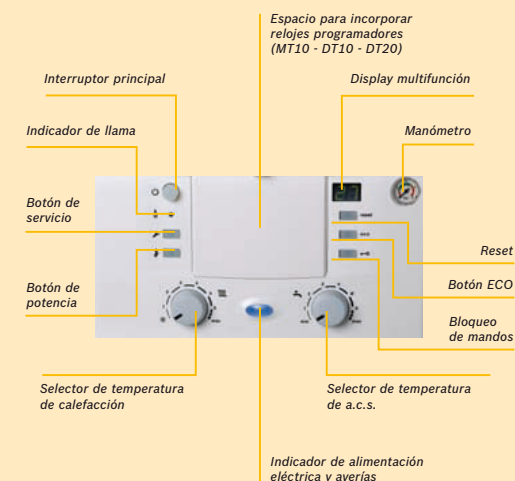 Espacio para incorporar
relojes programadores
(MT10 - DT10 - DT20)
Interruptor principal
Display multifunción
Indicador de llama
Manómetro
Botón de
servicio
reset
eco
Reset
Botón de
potencia
Botón ECO
Bloqueo
de mandos
Selector de temperatura
de calefacción
Selector de temperatura
de a.c.s.
Indicador de alimentación
eléctrica y averías